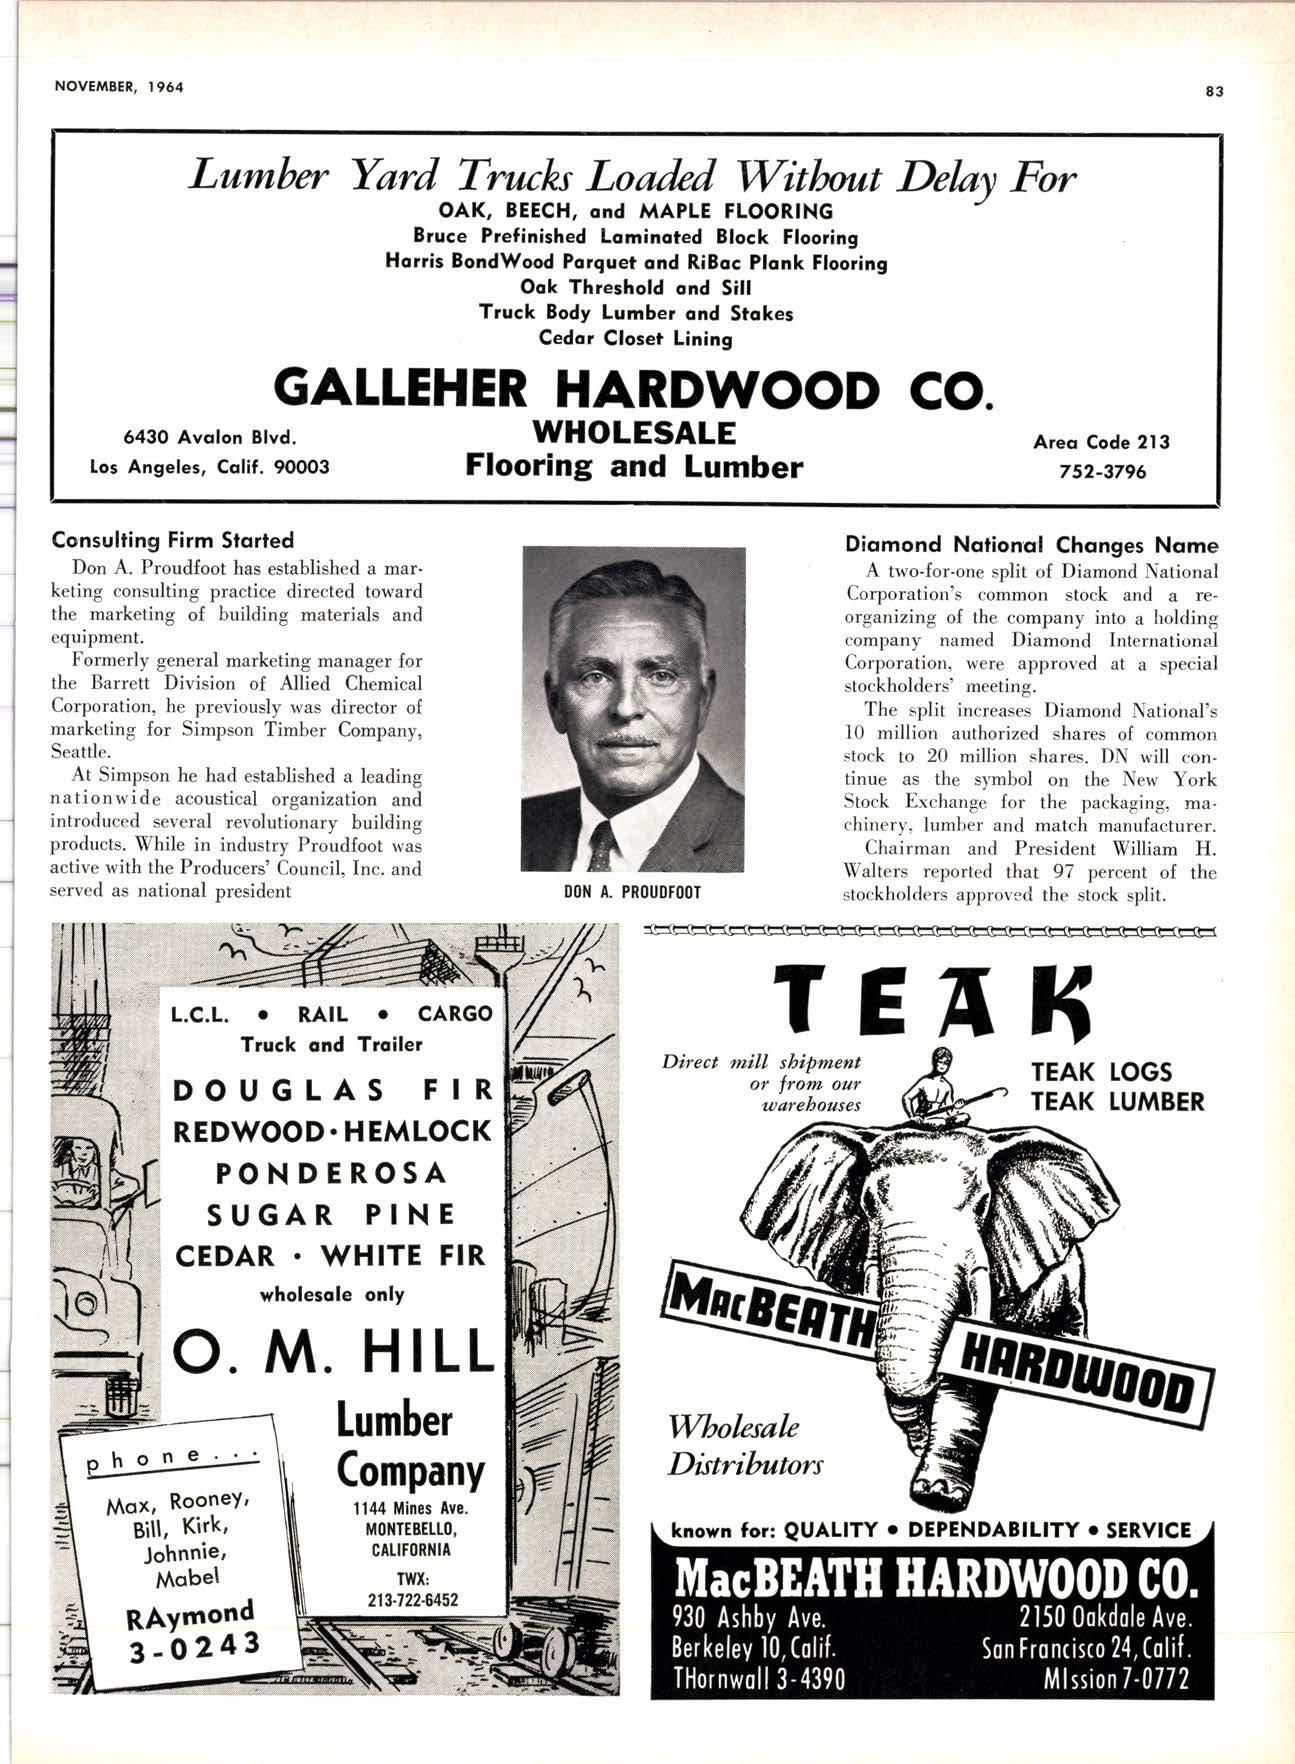 NOVEMBER, 1964
83
Lumber Yard Trucks Loaded Without Delay For
OAK, BEECH, and MAPLE FLOORING
Bruce Prefinished Laminated Block Flooring
Harris BondWood Parquet and RiBac Plank Flooring
Oak Threshold and Sill
Truck Body Lumber and Stakes
Cedar Closet Lining
GALLEHER HARDWOOD CO.
6430 Avalon Blvd.
Los Angeles, Calif. 90003
WHOLESALE
Flooring and Lumber
Area Code 213
752-3796
Consulting Firm Started
Don A. Proudfoot has established a mar-
keting consulting practice directed toward
the marketing of building materials and
equipment.
Formerly general marketing manager for
the Barrett Division of Allied Chemical
Corporation, he previously was director of
marketing for Simpson Timber Company,
Seattle.
At Simpson he had established a leading
nationwide acoustical organization and
introduced several revolutionary building
products. While in industry Proudfoot was
active with the Producers' Council, Inc. and
served as national president
DON A. PROUDFOOT
Diamond National Changes Name
A two-for-one split of Diamond National
Corporation's common stock and a re-
organizing of the company into a holding
company named Diamond International
Corporation, were approved at a special
stockholders' meeting.
The split increases Diamond National's
10 million authorized shares of common
stock to 20 million shares. DN will con-
tinue as the symbol on the New York
Stock Exchange for the packaging, ma-
chinery, lumber and match manufacturer.
Chairman and President William H.
Walters reported that 97 percent of the
stockholders approved the stock split.
L.C.L. • RAIL • CARGO
Truck and Trailer
DOUGLAS FIR
REDWOOD • HEMLOCK
PONDEROSA
SUGAR PINE
CEDAR • WHITE FIR
wholesale only
O. M. HILL
Lumber
Company
1144 Mines Ave.
MONTEBELLO,
CALIFORNIA
TWX:
213-722-6452
phone...
Max, Rooney,
Bill, Kirk,
Johnnie,
Mabel
RAymond
3-0243
TEAK
Direct mill shipment
or from our
warehouses
TEAK LOGS
TEAK LUMBER
MacBEATH
HARDWOOD
Wholesale
Distributors
known for: QUALITY • DEPENDABILITY • SERVICE
MacBEATH HARDWOOD CO.
930 Ashby Ave.
Berkeley 10, Calif.
THornwall 3-4390
2150 Oakdale Ave.
San Francisco 24, Calif.
MIssion 7-0772